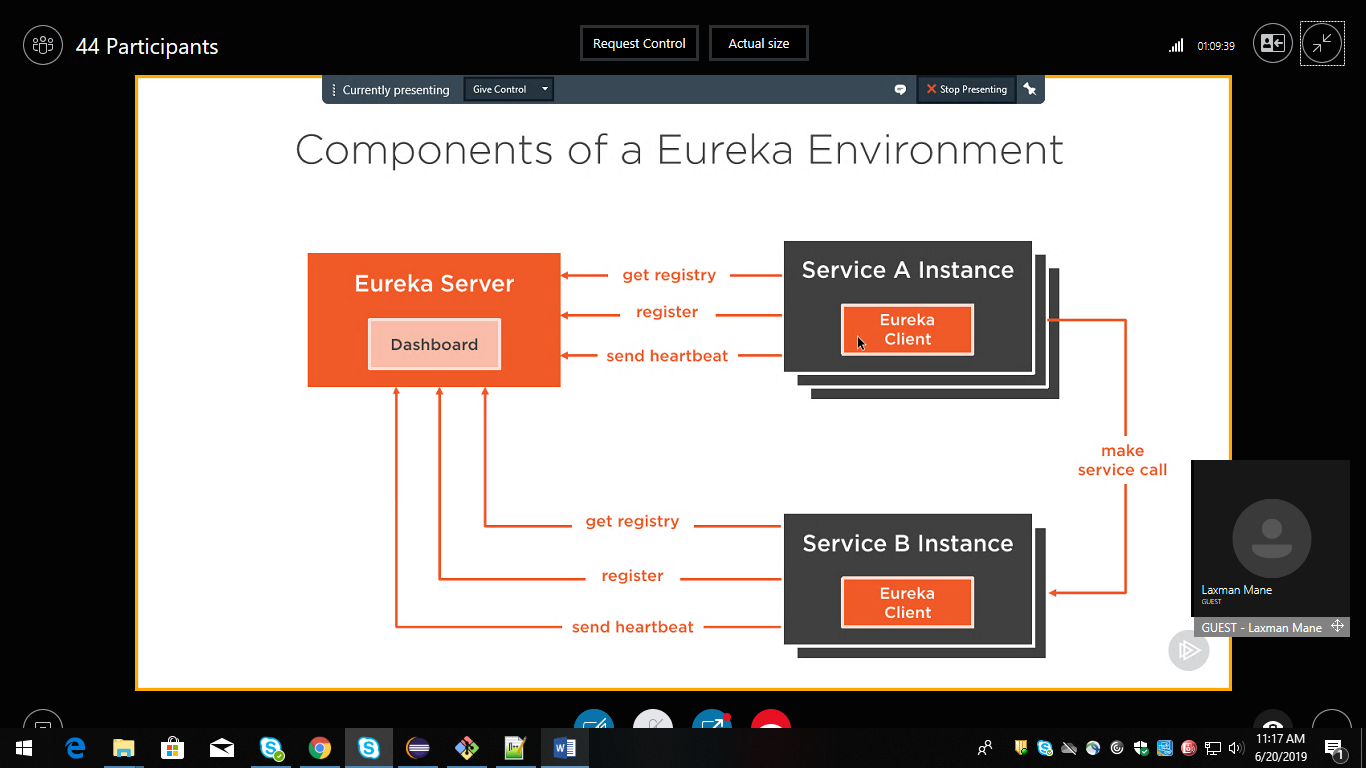 44 Participants
Request Control
Actual size
01:09:39
Currently presenting
Give Control
Stop Presenting
Components of a Eureka Environment
Eureka Server
Dashboard
get registry
register
send heartbeat
Service A Instance
Eureka
Client
make
service call
get registry
register
send heartbeat
Service B Instance
Eureka
Client
Laxman Mane
GUEST
GUEST - Laxman Mane
11:17 AM
6/20/2019
1